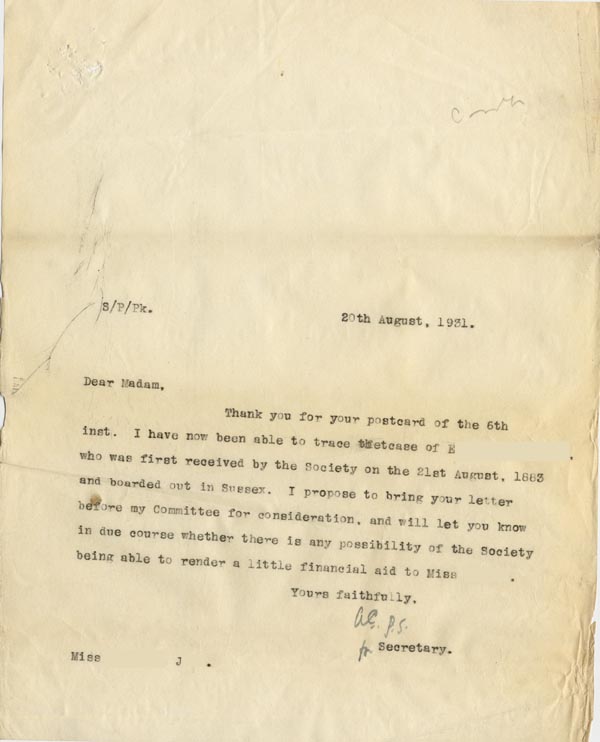 S/P/Pk.
20th August, 1931.
Dear Madam,
Thank you for your postcard of the 6th
inst. I have now been able to trace case of E .
who was first received by the Society on the 21st August, 1883
and boarded out in Sussex. I propose to bring your letter
before my Committee for consideration, and will let you know
in due course whether there is any possibility of the Society
being able to render a little financial aid to Miss .
Yours faithfully,
for Secretary.
Miss J .